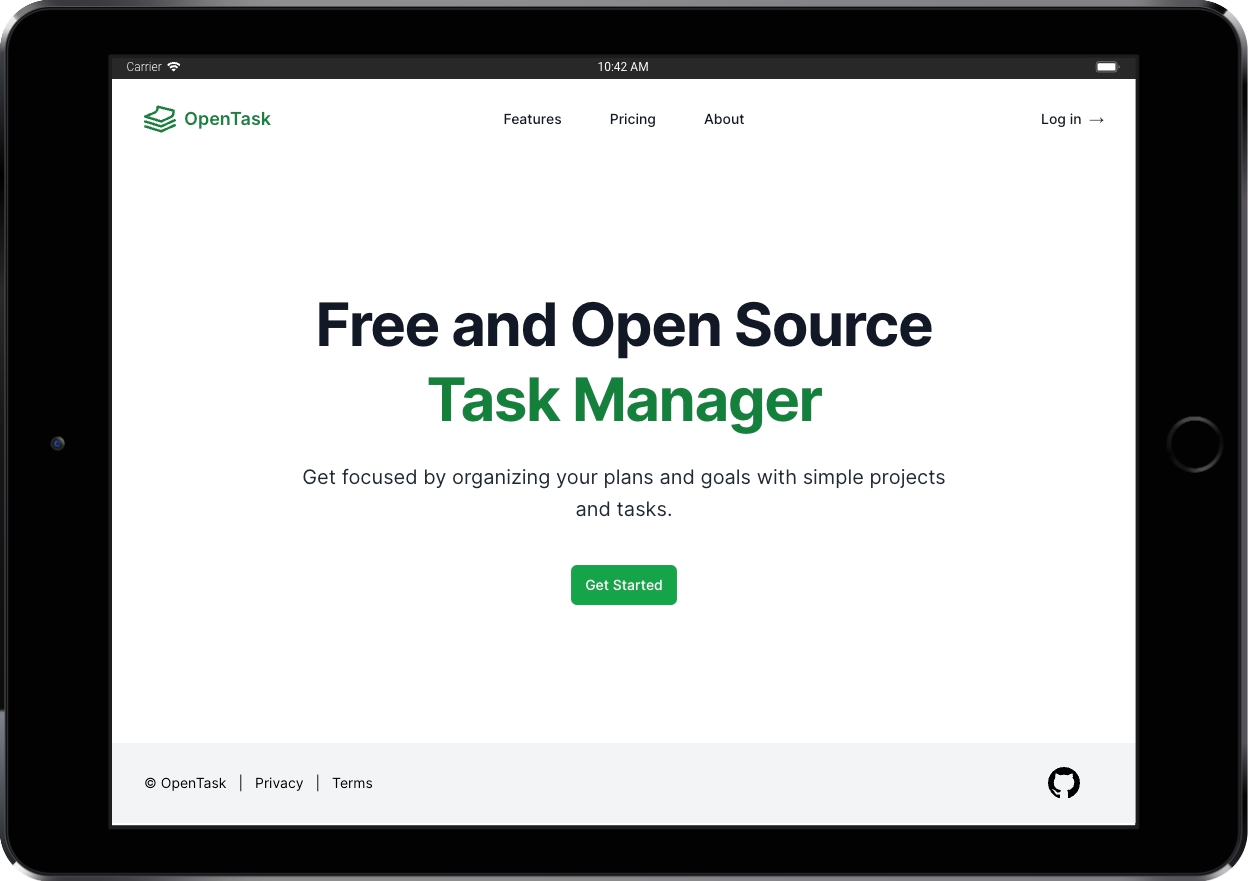 Carrier 10:42 AM
OpenTask Features Pricing About Log in →
Free and Open Source
Task Manager
Get focused by organizing your plans and goals with simple projects
and tasks.
Get Started
© OpenTask | Privacy | Terms